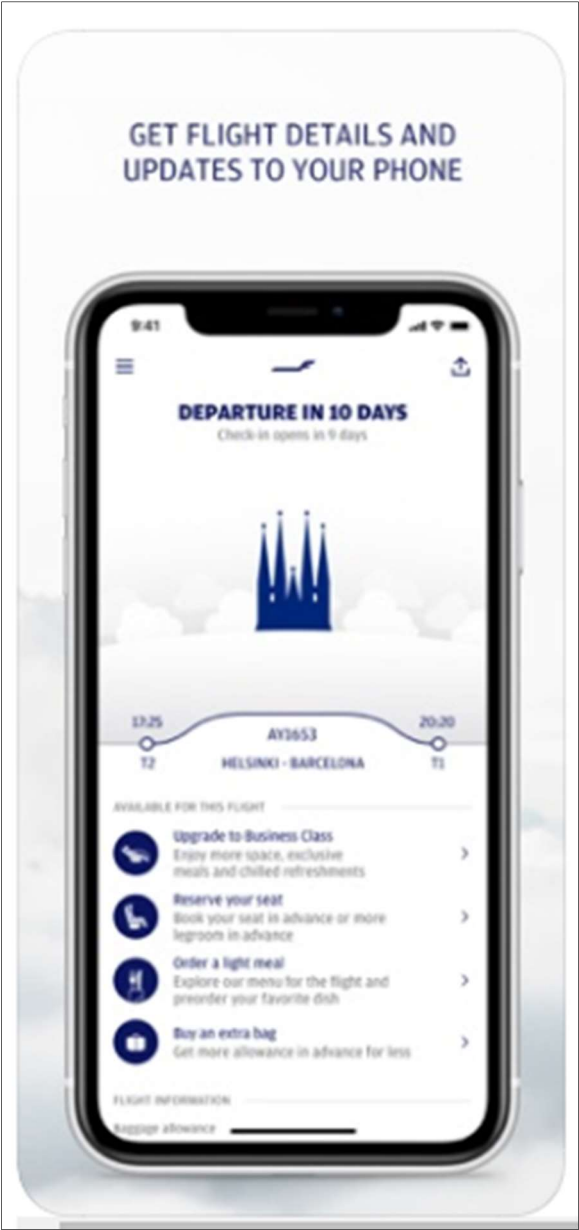 GET FLIGHT DETAILS AND
UPDATES TO YOUR PHONE
9:41
DEPARTURE IN 10 DAYS
Check-in opens in 9 days
17:25
20:20
AY1653
T2
HELSINKI - BARCELONA
T1
AVAILABLE FOR THIS FLIGHT
Upgrade to Business Class
Enjoy more space, exclusive
meals and chilled refreshments
Reserve your seat
Book your seat in advance or more
legroom in advance
Order a light meal
Explore our menu for the flight and
preorder your favorite dish
Buy an extra bag
Get more allowance in advance for less
FLIGHT INFORMATION
Baggage allowance